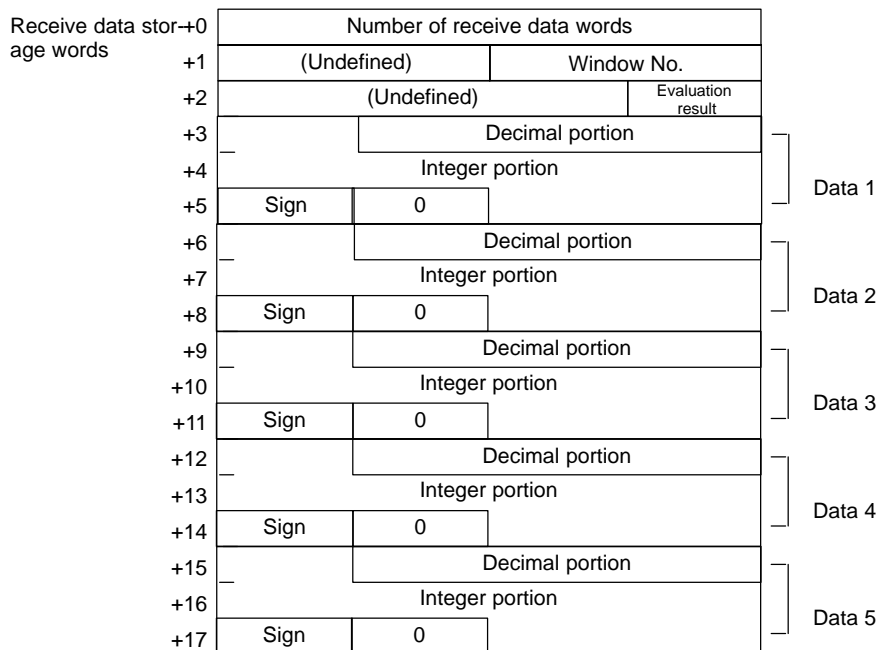 Receive data stor- +0 Number of receive data words
age words
+1 (Undefined) Window No.
+2 (Undefined) Evaluation result
+3 Decimal portion
+4 Integer portion
+5 Sign 0
Data 1
+6 Decimal portion
+7 Integer portion
+8 Sign 0
Data 2
+9 Decimal portion
+10 Integer portion
+11 Sign 0
Data 3
+12 Decimal portion
+13 Integer portion
+14 Sign 0
Data 4
+15 Decimal portion
+16 Integer portion
+17 Sign 0
Data 5